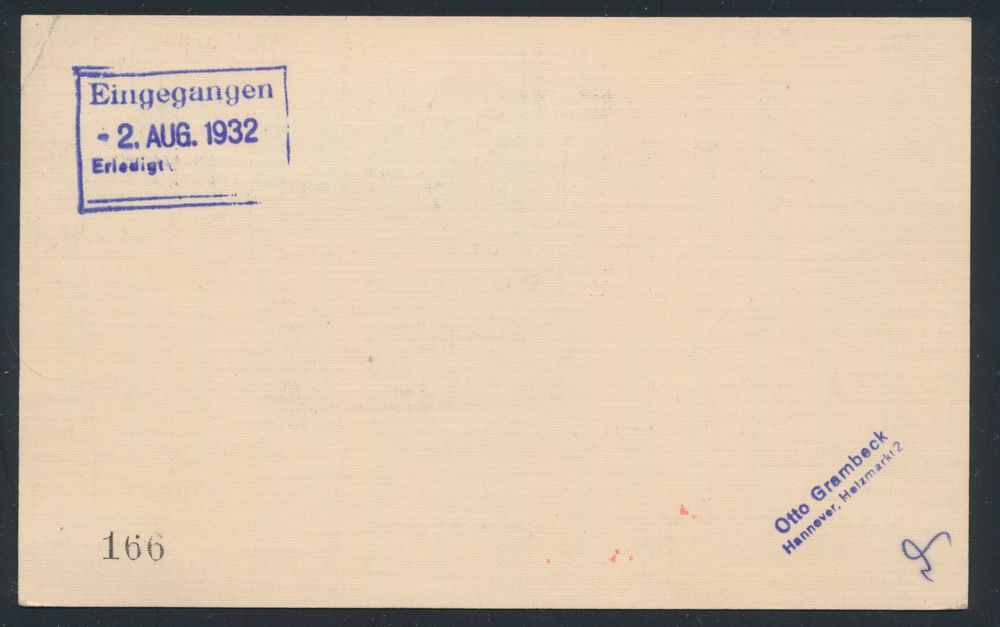 Eingegangen
- 2. AUG. 1932
Erledigt
Otto Grambeck
Hannover, Holzmarkt 2
166